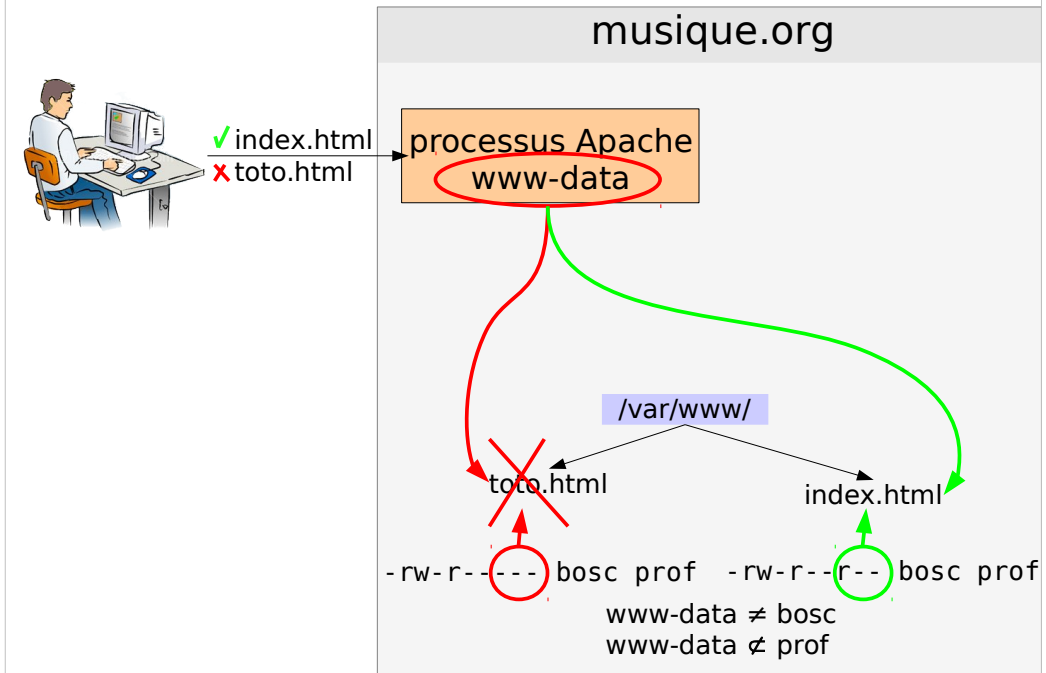 musique.org
index.html
toto.html
processus Apache
www-data
/var/www/
toto.html
index.html
-rw-r----- bosc prof
-rw-r--r-- bosc prof
www-data ≠ bosc
www-data ⊄ prof